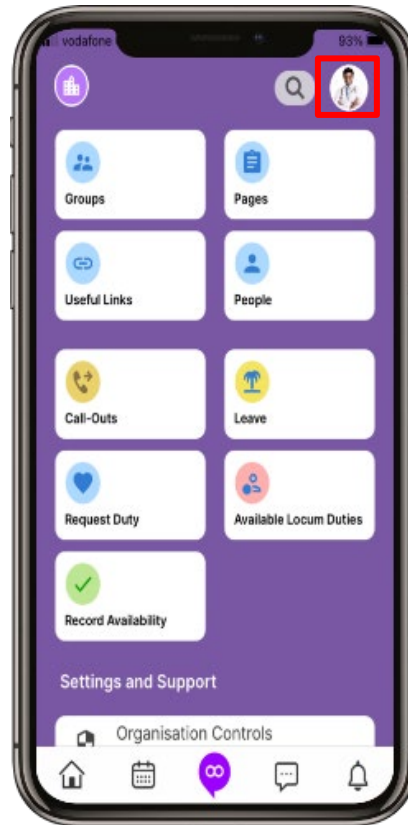 vodafone 93%
Groups Pages
Useful Links People
Call-Outs Leave
Request Duty Available Locum Duties
Record Availability
Settings and Support
Organisation Controls